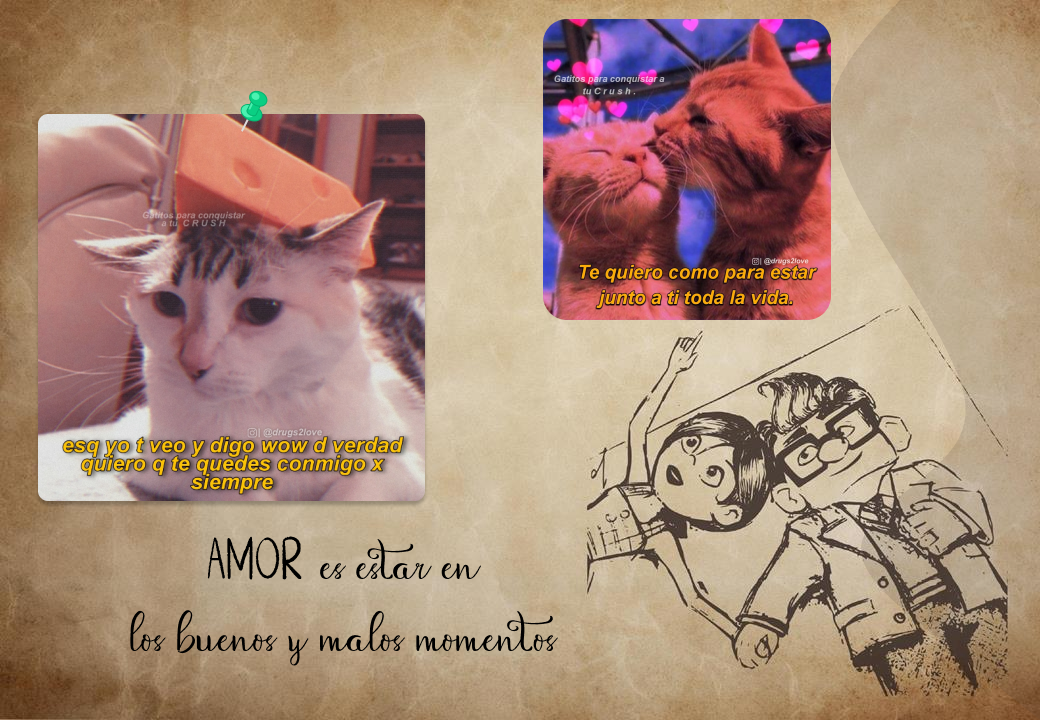 Gatitos para conquistar
a tu CRUSH
@drugs2love
esq yo t veo y digo wow d verdad
quiero q te quedes conmigo x
siempre
Gatitos para conquistar a
tu Crush.
@drugs2love
Te quiero como para estar
junto a ti toda la vida.
AMOR es estar en
los buenos y malos momentos